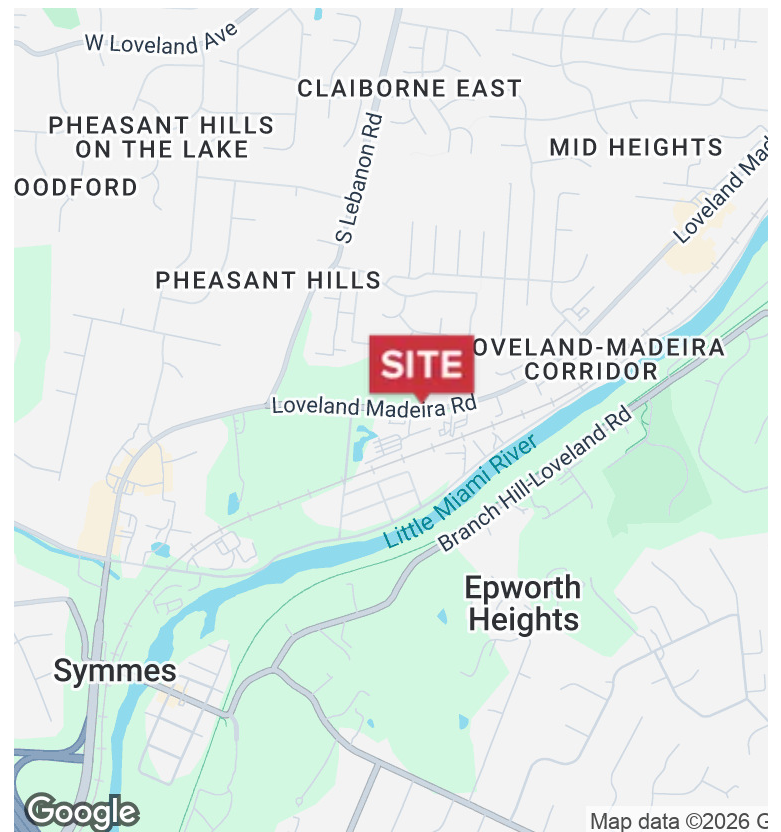 W Loveland Ave
CLAIBORNE EAST
PHEASANT HILLS
ON THE LAKE
MID HEIGHTS
OODFORD
S Lebanon Rd
Loveland Mad
PHEASANT HILLS
SITE
OVELAND-MADEIRA
CORRIDOR
Loveland Madeira Rd
Little Miami River
Branch Hill-Loveland Rd
Epworth
Heights
Symmes
Google
Map data ©2026 G